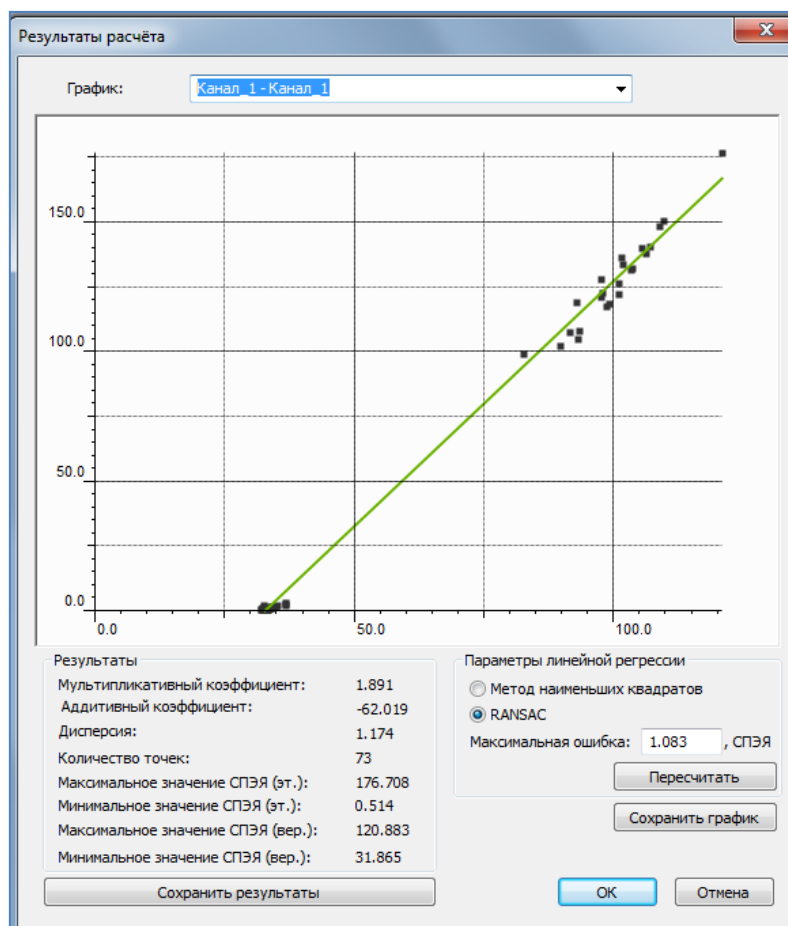 Результаты расчёта
График: Канал_1 - Канал_1
150.0
100.0
50.0
0.0
0.0 50.0 100.0
Результаты
Мультипликативный коэффициент: 1.891
Аддитивный коэффициент: -62.019
Дисперсия: 1.174
Количество точек: 73
Максимальное значение СПЭЯ (эт.): 176.708
Минимальное значение СПЭЯ (эт.): 0.514
Максимальное значение СПЭЯ (вер.): 120.883
Минимальное значение СПЭЯ (вер.): 31.865
Сохранить результаты
Параметры линейной регрессии
Метод наименьших квадратов
RANSAC
Максимальная ошибка: 1.083 , СПЭЯ
Пересчитать
Сохранить график
OK Отмена